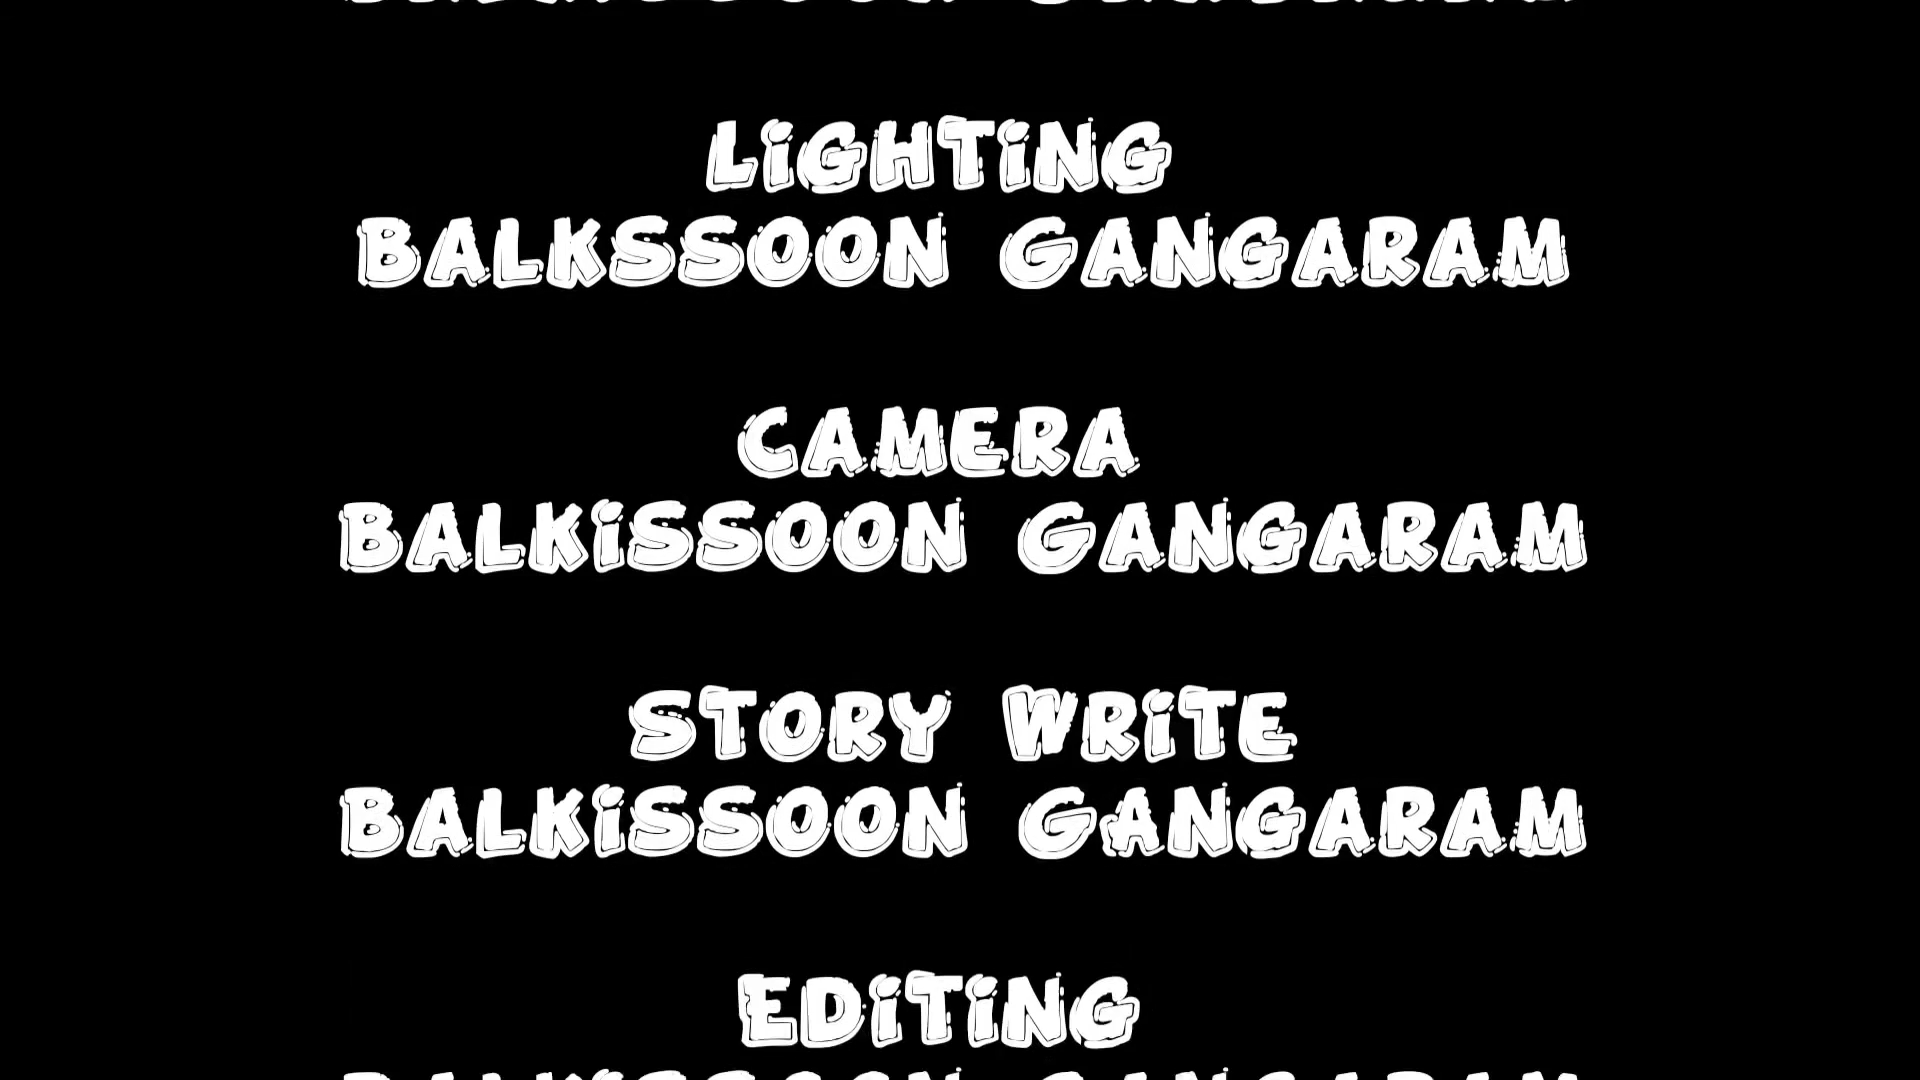 LiGHTiNG
BALKSSOON GANGARAM
CAMERA
BALKiSSOON GANGARAM
STORY WRiTE
BALKiSSOON GANGARAM
EDiTiNG